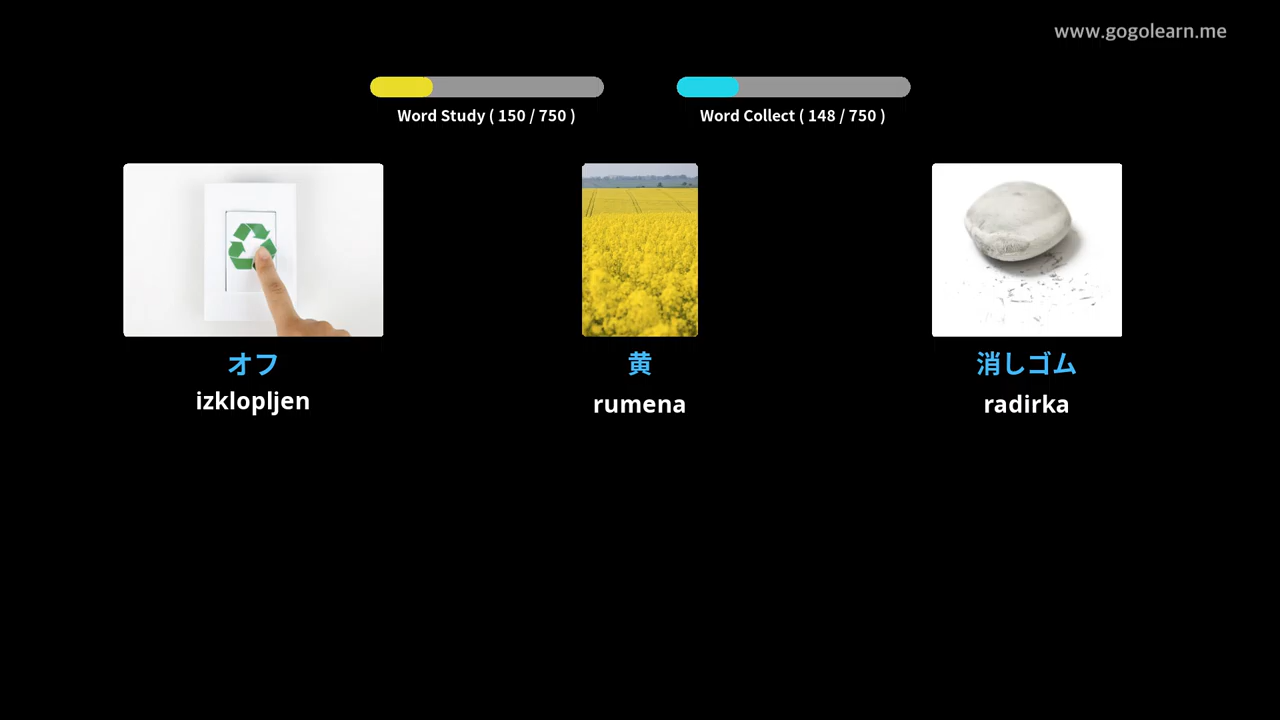 www.gogolearn.me
Word Study ( 150 / 750 )
Word Collect ( 148 / 750 )
オフ
izklopljen
黄
rumena
消しゴム
radirka